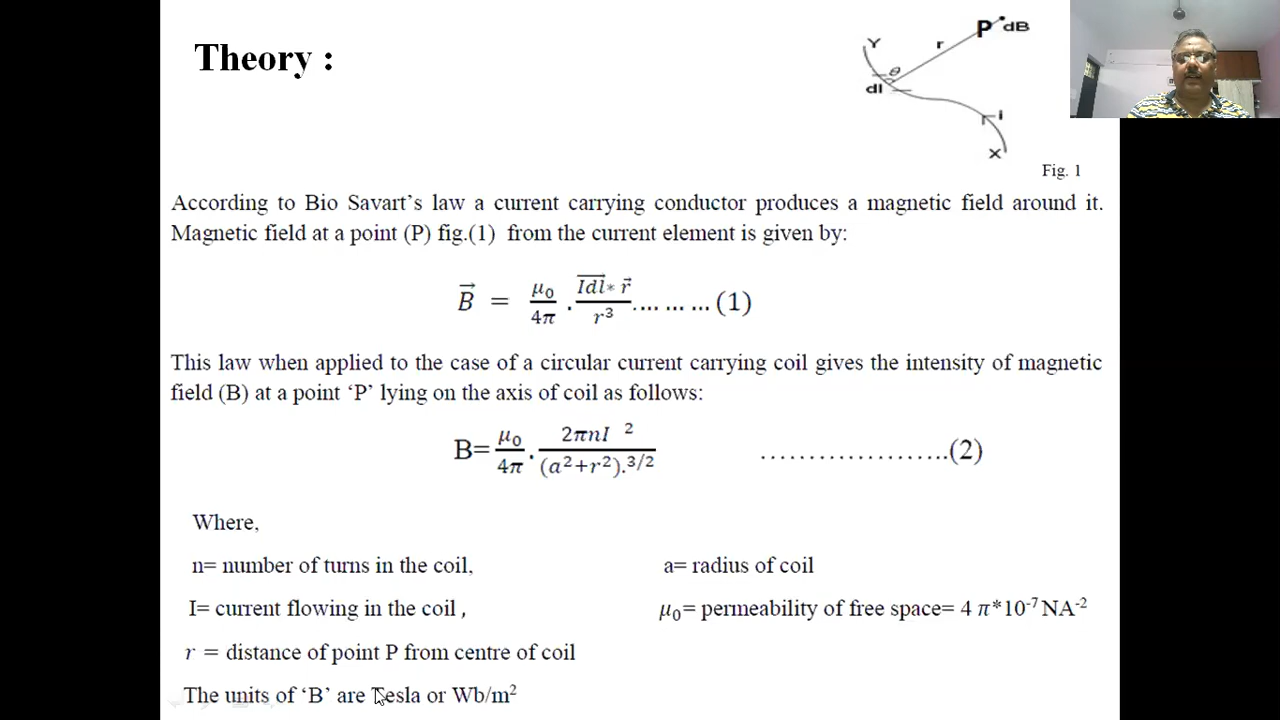 Theory :
P dB
r
Y
θ
dl
i
X
Fig. 1
According to Bio Savart’s law a current carrying conductor produces a magnetic field around it.
Magnetic field at a point (P) fig.(1) from the current element is given by:
B⃗ = μ₀/4π . Idl* r⃗/r³ .... ... ... (1)
This law when applied to the case of a circular current carrying coil gives the intensity of magnetic
field (B) at a point ‘P’ lying on the axis of coil as follows:
B= μ₀/4π . 2πnI ²/(a²+r²).³/² …………………..(2)
Where,
n= number of turns in the coil, a= radius of coil
I= current flowing in the coil , μ₀= permeability of free space= 4 π*10⁻⁷ NA⁻²
r = distance of point P from centre of coil
The units of ‘B’ are Tesla or Wb/m²